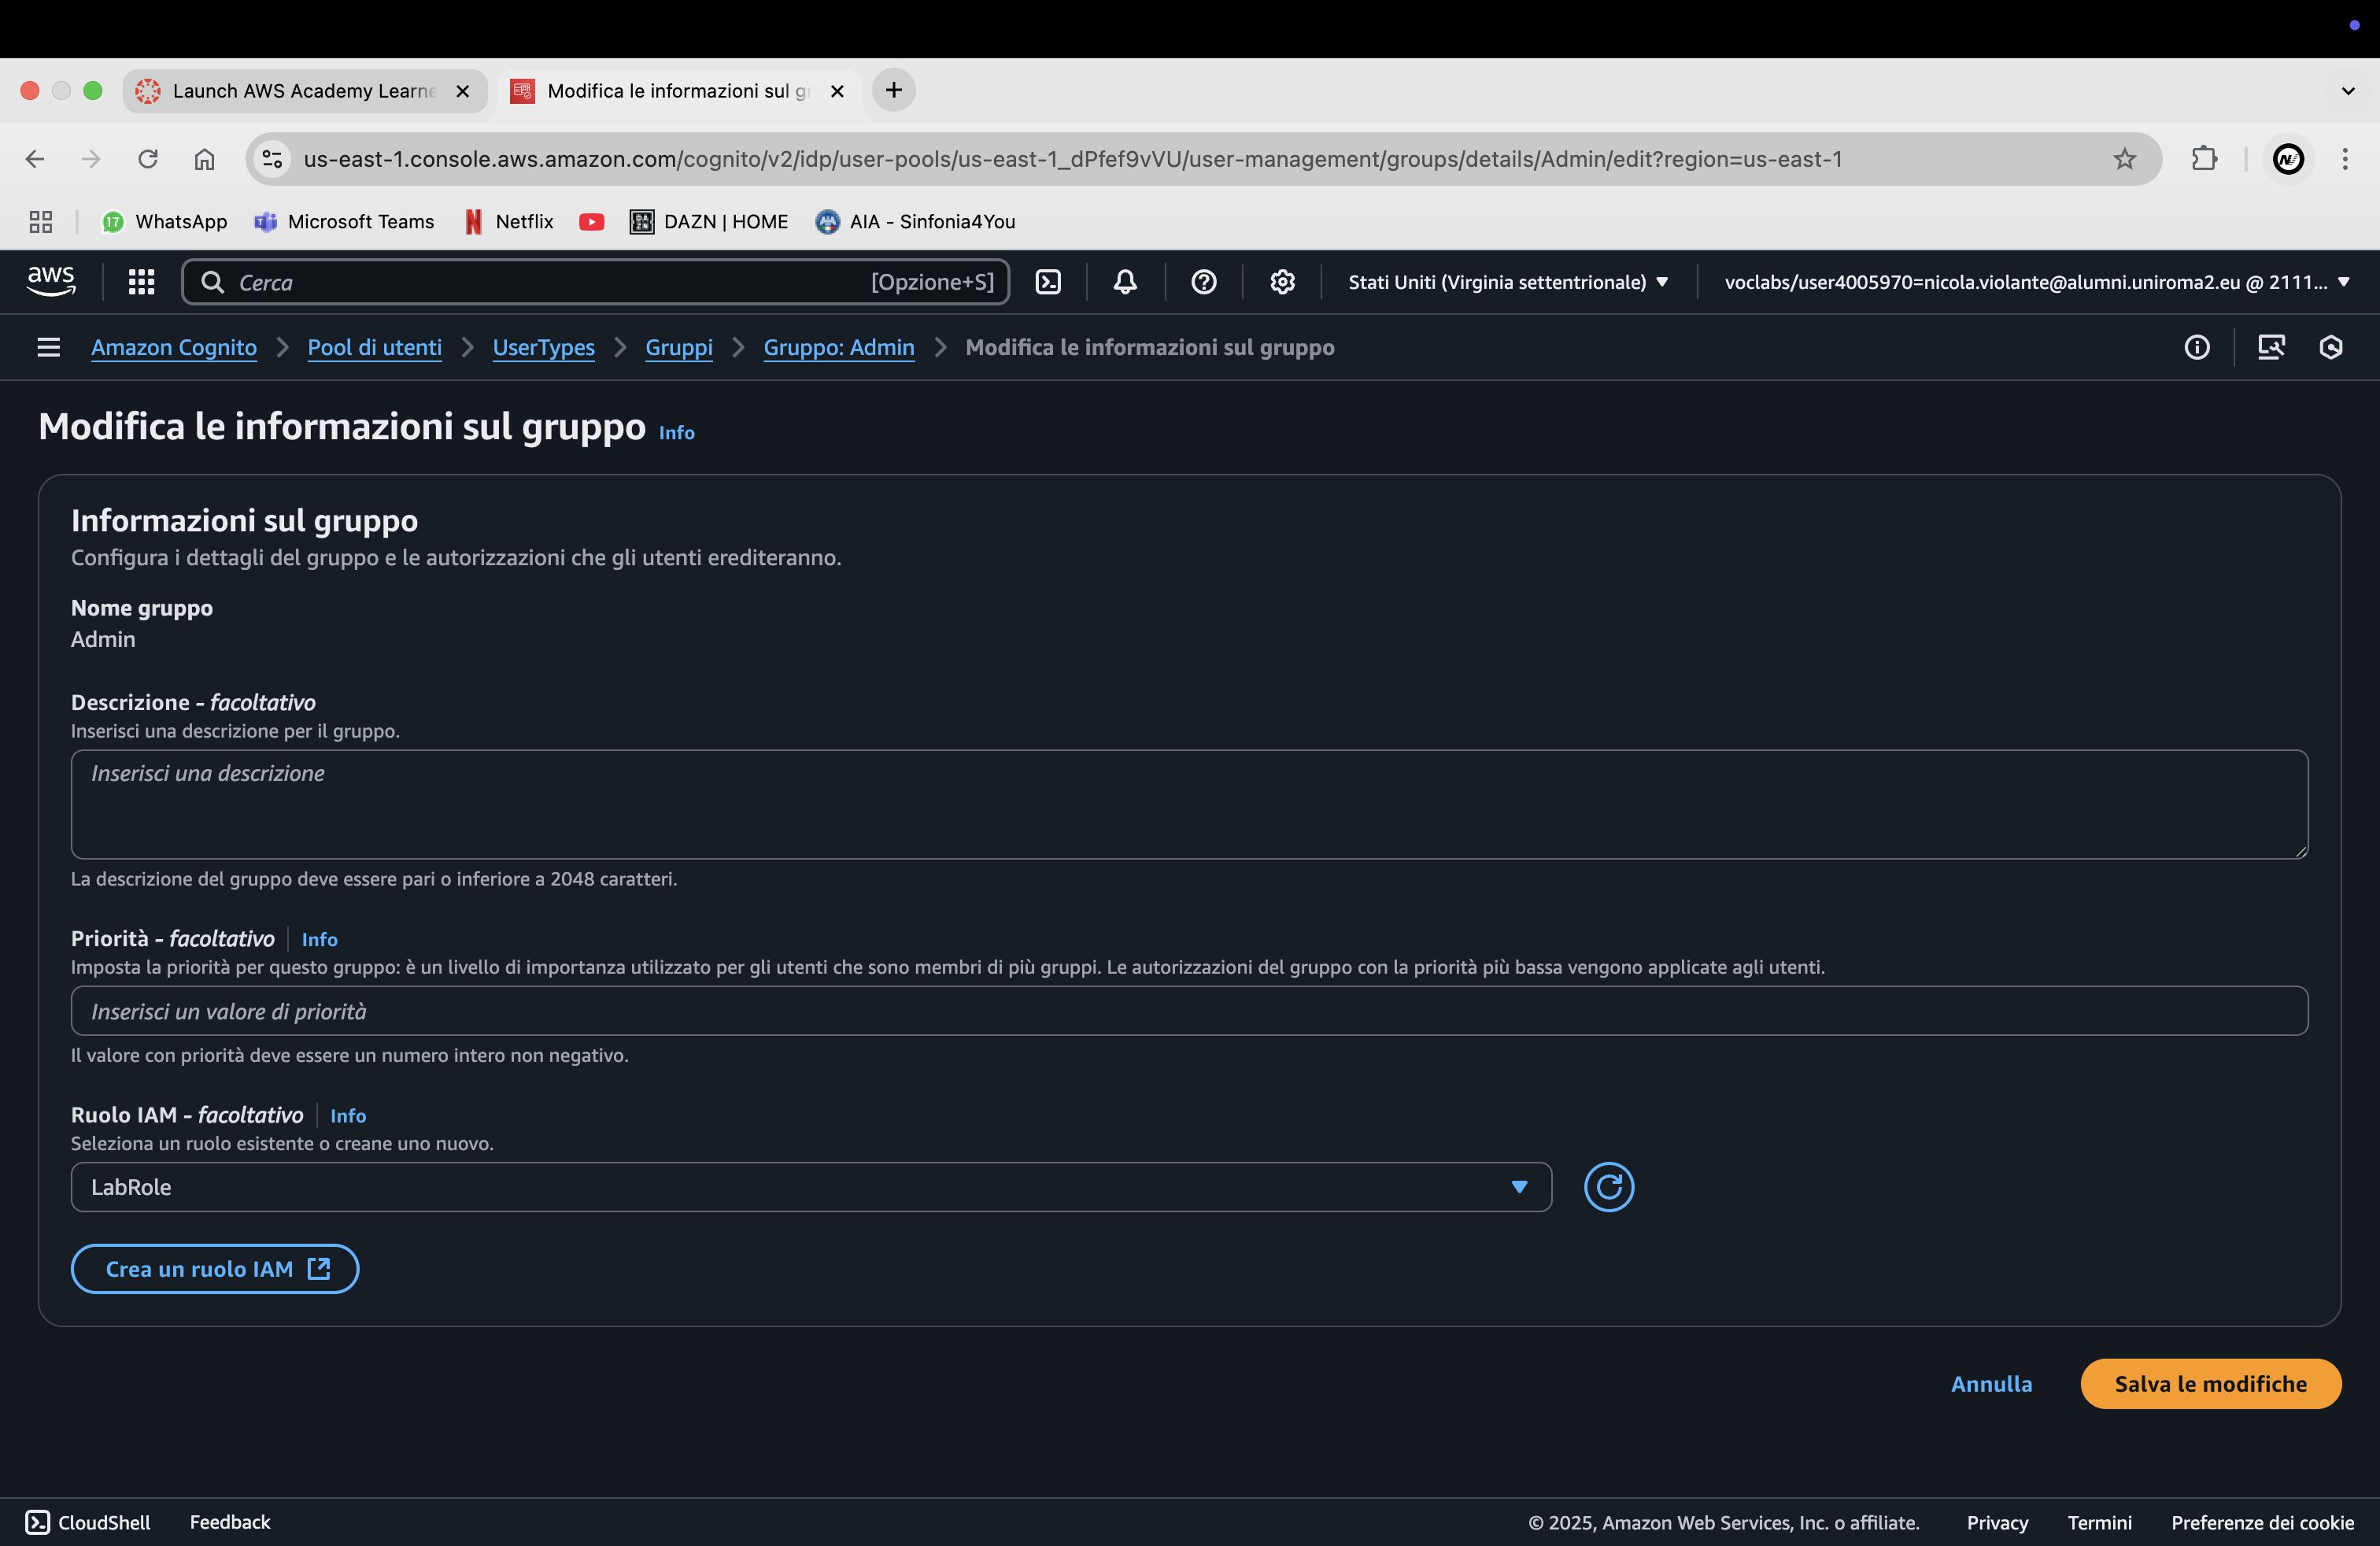 Launch AWS Academy Learne
Modifica le informazioni sul gr
us-east-1.console.aws.amazon.com/cognito/v2/idp/user-pools/us-east-1_dPfef9vVU/user-management/groups/details/Admin/edit?region=us-east-1
17 WhatsApp
Microsoft Teams
Netflix
DAZN | HOME
AIA - Sinfonia4You
aws
Cerca
[Opzione+S]
Stati Uniti (Virginia settentrionale)
voclabs/user4005970=nicola.violante@alumni.uniroma2.eu @ 2111...
Amazon Cognito
Pool di utenti
UserTypes
Gruppi
Gruppo: Admin
Modifica le informazioni sul gruppo
Modifica le informazioni sul gruppo Info
Informazioni sul gruppo
Configura i dettagli del gruppo e le autorizzazioni che gli utenti erediteranno.
Nome gruppo
Admin
Descrizione - facoltativo
Inserisci una descrizione per il gruppo.
Inserisci una descrizione
La descrizione del gruppo deve essere pari o inferiore a 2048 caratteri.
Priorità - facoltativo Info
Imposta la priorità per questo gruppo: è un livello di importanza utilizzato per gli utenti che sono membri di più gruppi. Le autorizzazioni del gruppo con la priorità più bassa vengono applicate agli utenti.
Inserisci un valore di priorità
Il valore con priorità deve essere un numero intero non negativo.
Ruolo IAM - facoltativo Info
Seleziona un ruolo esistente o creane uno nuovo.
LabRole
Crea un ruolo IAM
Annulla
Salva le modifiche
CloudShell
Feedback
© 2025, Amazon Web Services, Inc. o affiliate.
Privacy
Termini
Preferenze dei cookie